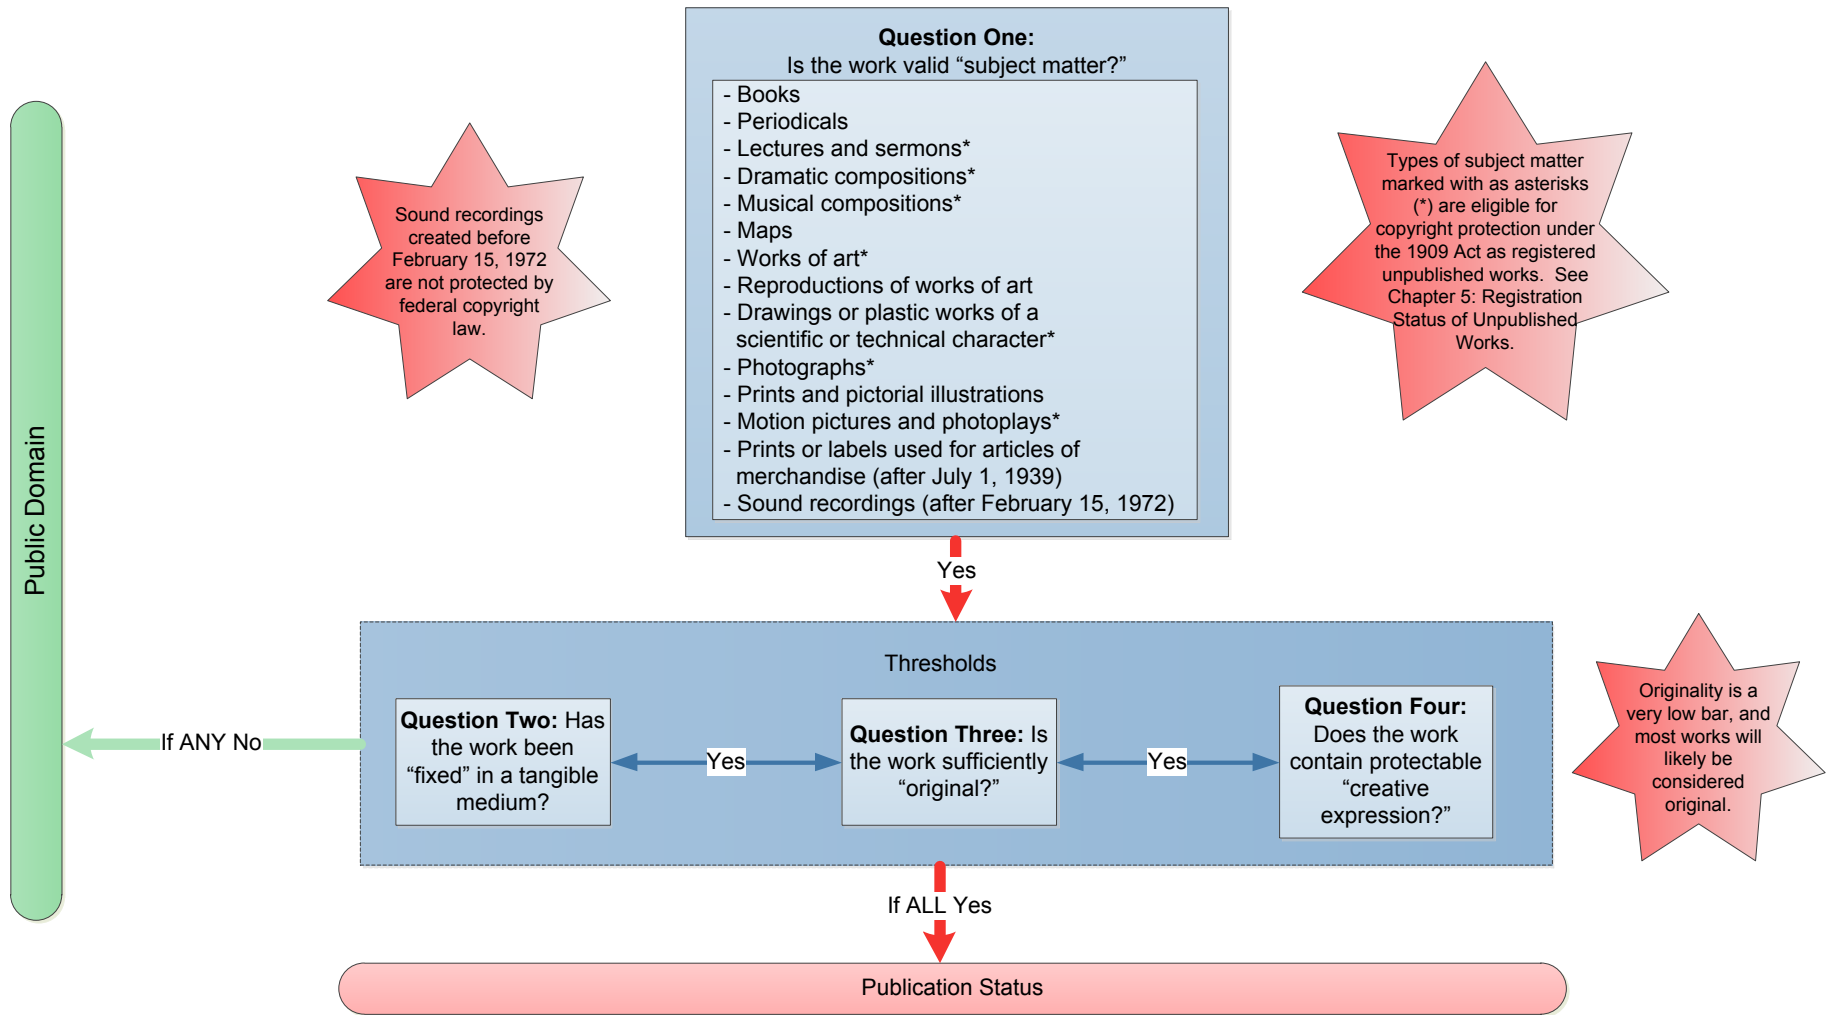 Question One:
Is the work valid “subject matter?”
- Books
- Periodicals
- Lectures and sermons*
- Dramatic compositions*
- Musical compositions*
- Maps
- Works of art*
- Reproductions of works of art
- Drawings or plastic works of a
scientific or technical character*
- Photographs*
- Prints and pictorial illustrations
- Motion pictures and photoplays*
- Prints or labels used for articles of
merchandise (after July 1, 1939)
- Sound recordings (after February 15, 1972)
Sound recordings
created before
February 15, 1972
are not protected by
federal copyright
law.
Types of subject matter
marked with as asterisks
(*) are eligible for
copyright protection under
the 1909 Act as registered
unpublished works.  See
Chapter 5: Registration
Status of Unpublished
Works.
Public Domain
Yes
Thresholds
Question Two: Has
the work been
“fixed” in a tangible
medium?
Yes
Question Three: Is
the work sufficiently
“original?”
Yes
Question Four:
Does the work
contain protectable
“creative
expression?”
Originality is a
very low bar, and
most works will
likely be
considered
original.
If ANY No
If ALL Yes
Publication Status